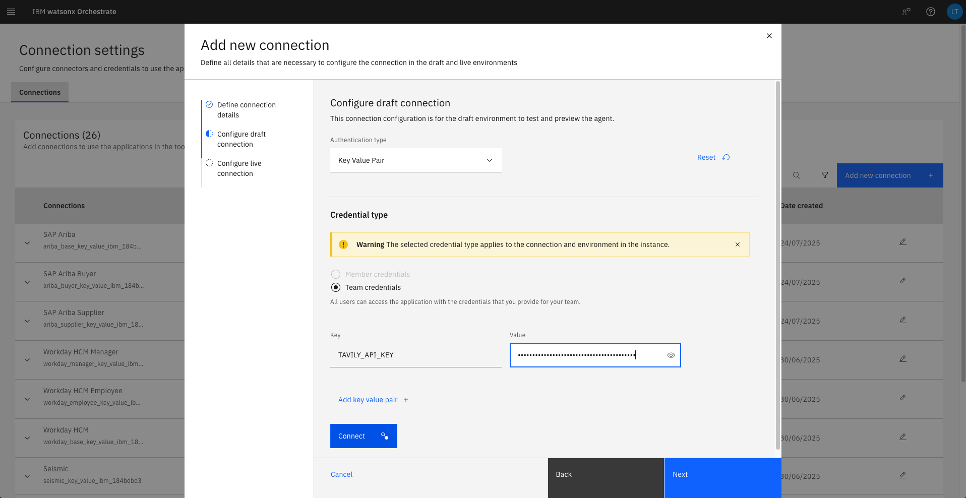 IBM watsonx Orchestrate
LT
Connection settings
Configure connectors and credentials to use the ap
Connections
Connections (26)
Add connections to use the applications in the too
Add new connection +
Connections
Date created
SAP Ariba
ariba_base_key_value_ibm_184b...
24/07/2025
SAP Ariba Buyer
ariba_buyer_key_value_ibm_184b...
24/07/2025
SAP Ariba Supplier
ariba_supplier_key_value_ibm_18...
24/07/2025
Workday HCM Manager
workday_manager_key_value_ibm...
30/06/2025
Workday HCM Employee
workday_employee_key_value_ib...
30/06/2025
Workday HCM
workday_base_key_value_ibm_18...
30/06/2025
Seismic
seismic_key_value_ibm_184bdbd3
30/06/2025
Add new connection
Define all details that are necessary to configure the connection in the draft and live environments
Define connection
details
Configure draft
connection
Configure live
connection
Configure draft connection
This connection configuration is for the draft environment to test and preview the agent.
Authentication type
Key Value Pair
Reset
Credential type
Warning The selected credential type applies to the connection and environment in the instance.
Member credentials
Team credentials
All users can access the application with the credentials that you provide for your team.
Key
Value
TAVILY_API_KEY
Add key value pair +
Connect
Cancel
Back
Next